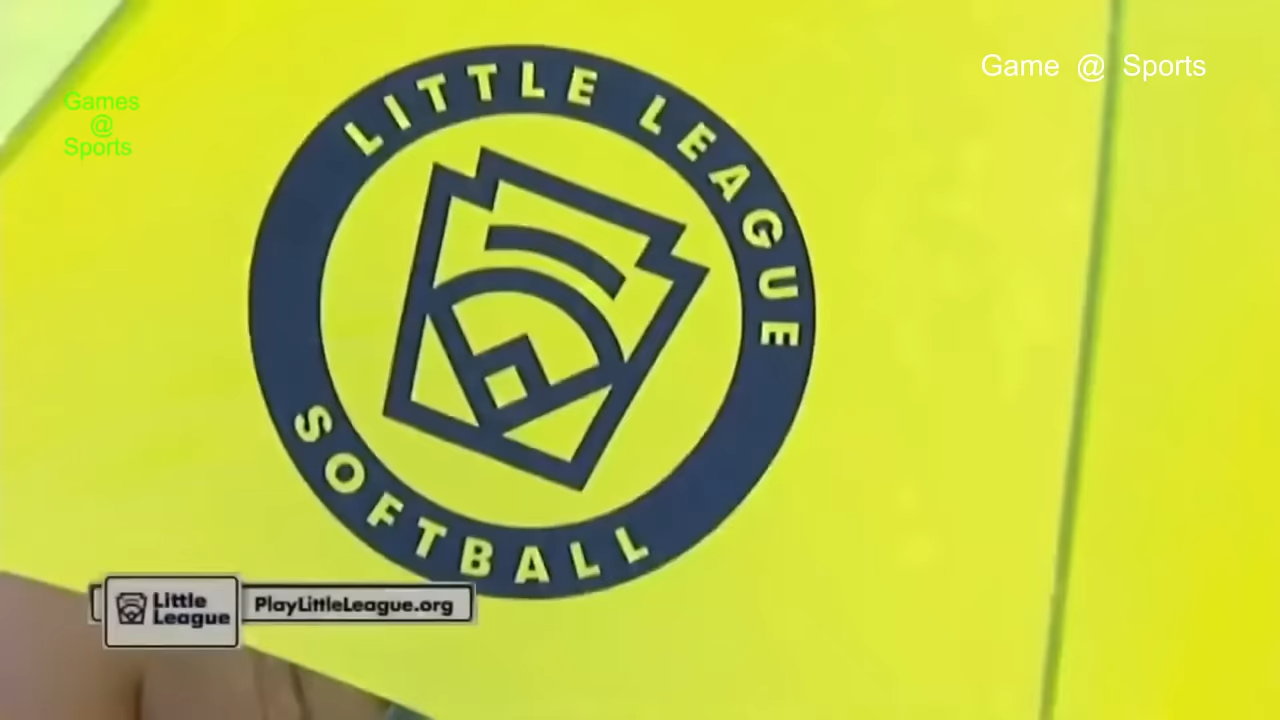 Game @ Sports
Games
@
Sports
LITTLE LEAGUE
SOFTBALL
Little
League
PlayLittleLeague.org